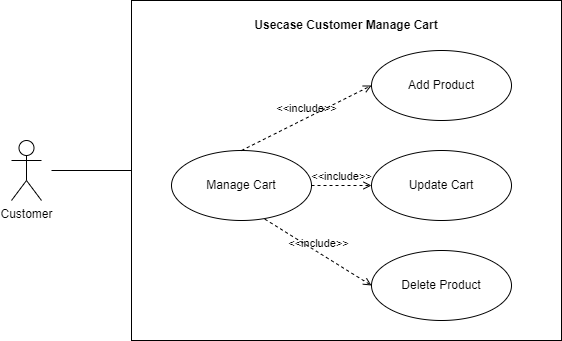 Usecase Customer Manage Cart
Add Product
<<include>>
Manage Cart
<<include>>
Update Cart
Customer
<<include>>
Delete Product